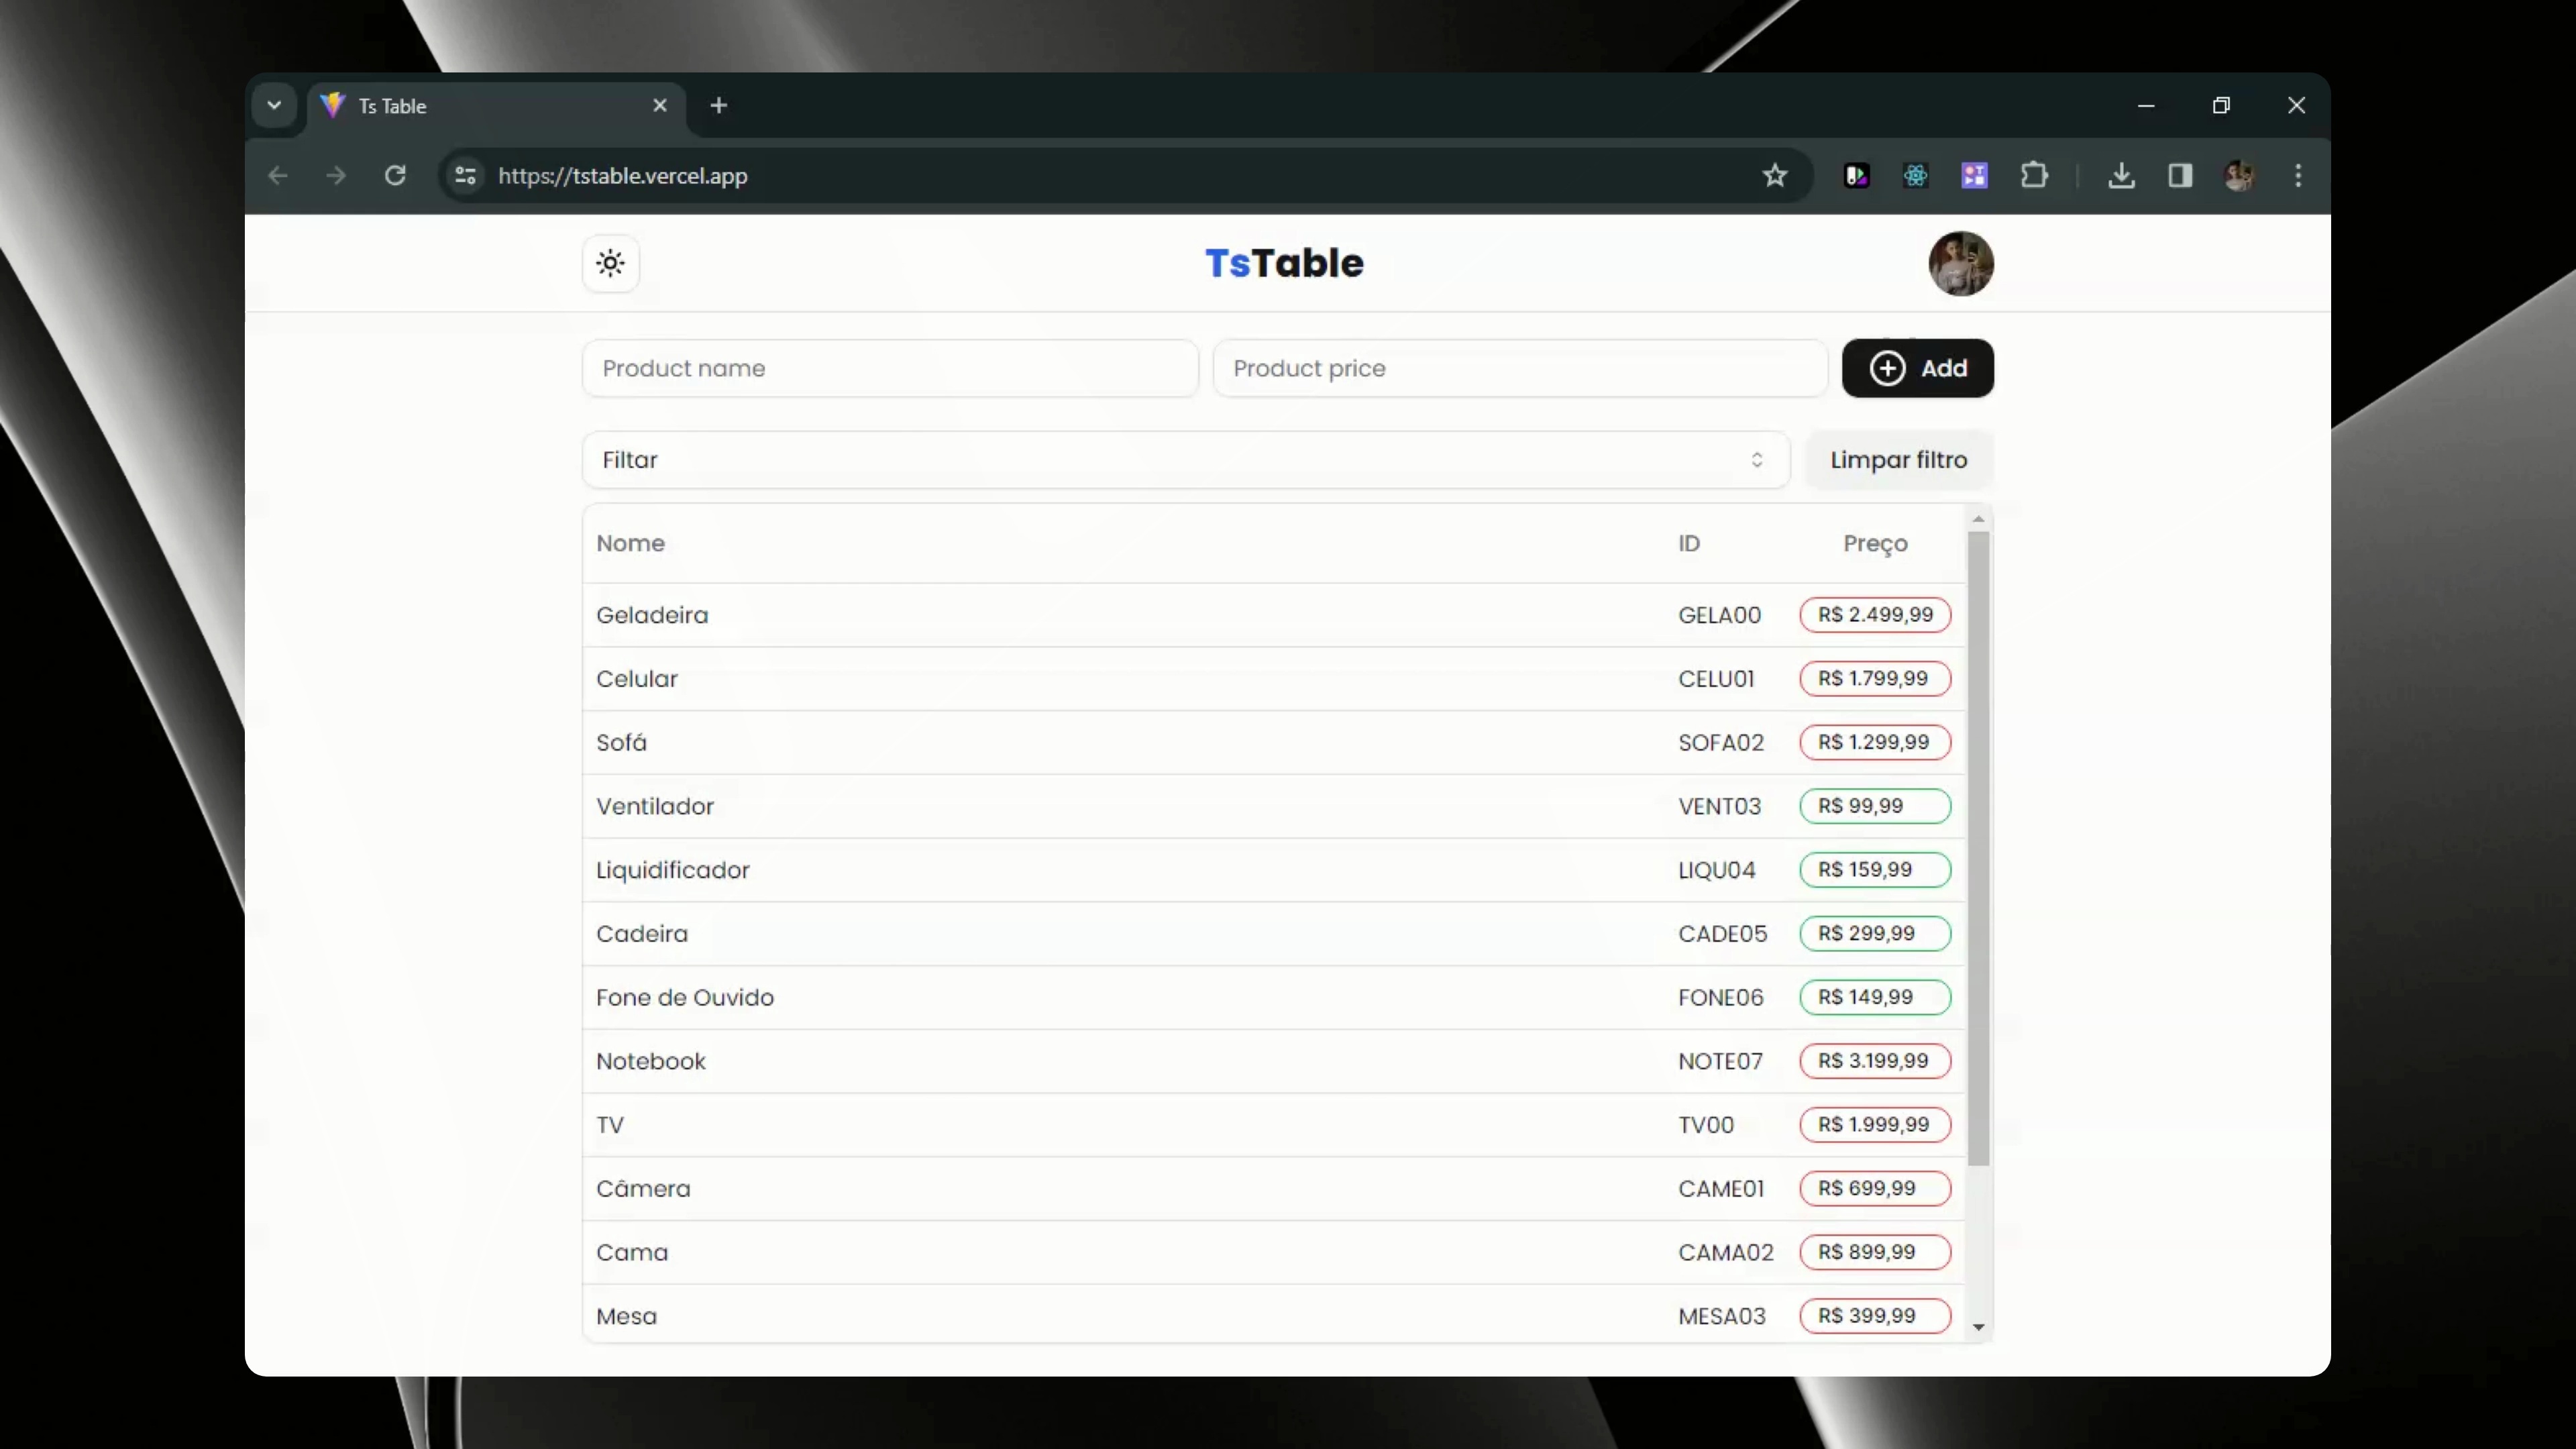 Ts Table
https://tstable.vercel.app
TsTable
Product name
Product price
Add
Filtar
Limpar filtro
Nome ID Preço
Geladeira GELA00 R$ 2.499,99
Celular CELU01 R$ 1.799,99
Sofá SOFA02 R$ 1.299,99
Ventilador VENT03 R$ 99,99
Liquidificador LIQU04 R$ 159,99
Cadeira CADE05 R$ 299,99
Fone de Ouvido FONE06 R$ 149,99
Notebook NOTE07 R$ 3.199,99
TV TV00 R$ 1.999,99
Câmera CAME01 R$ 699,99
Cama CAMA02 R$ 899,99
Mesa MESA03 R$ 399,99